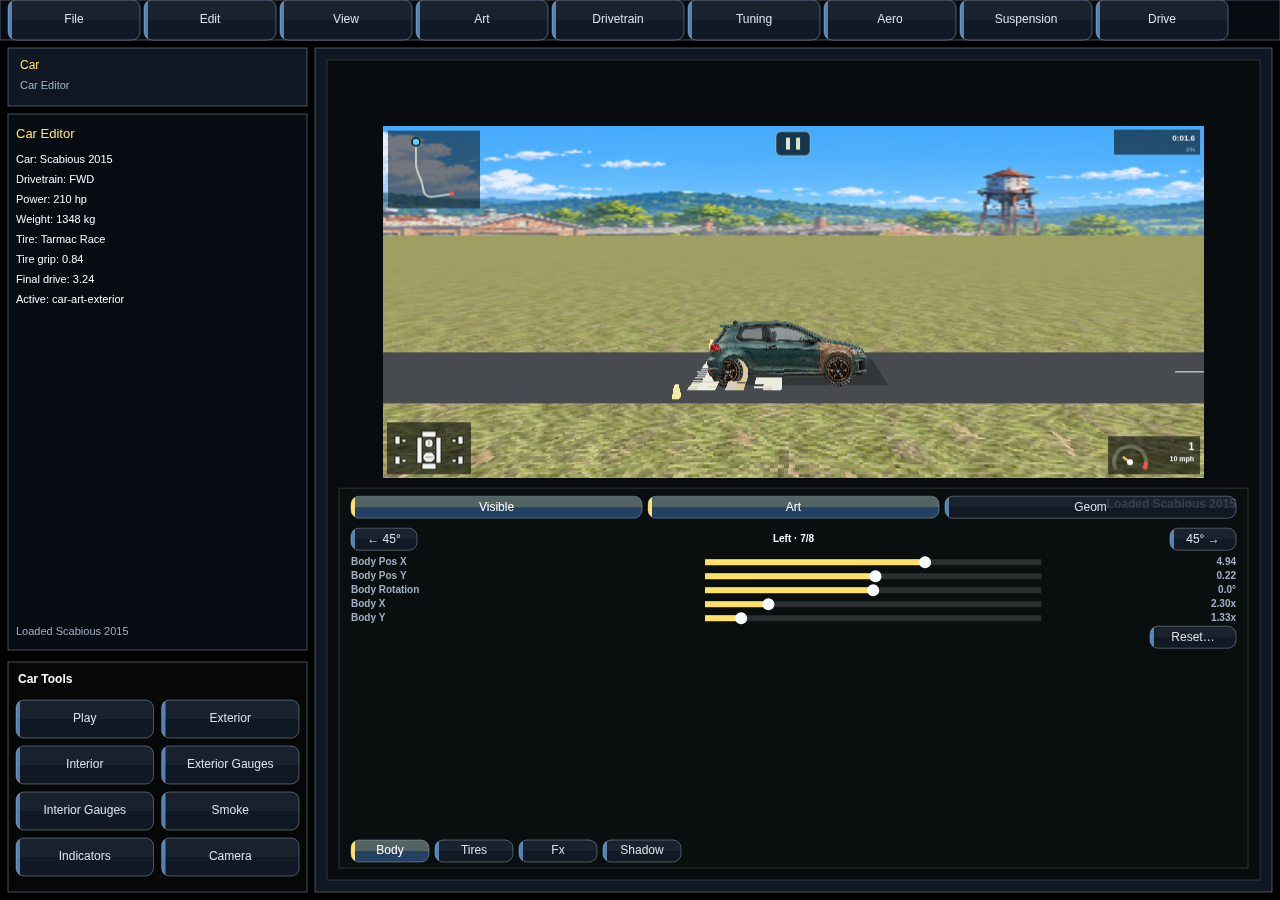 File Edit View Art Drivetrain Tuning Aero Suspension Drive
Car
Car Editor
Car Editor
Car: Scabious 2015
Drivetrain: FWD
Power: 210 hp
Weight: 1348 kg
Tire: Tarmac Race
Tire grip: 0.84
Final drive: 3.24
Active: car-art-exterior
Loaded Scabious 2015
Car Tools
Play Exterior
Interior Exterior Gauges
Interior Gauges Smoke
Indicators Camera
0:01.6
0%
1
10 mph
Visible Art Geom
Loaded Scabious 2015
← 45° Left · 7/8 45° →
Body Pos X 4.94
Body Pos Y 0.22
Body Rotation 0.0°
Body X 2.30x
Body Y 1.33x
Reset…
Body Tires Fx Shadow